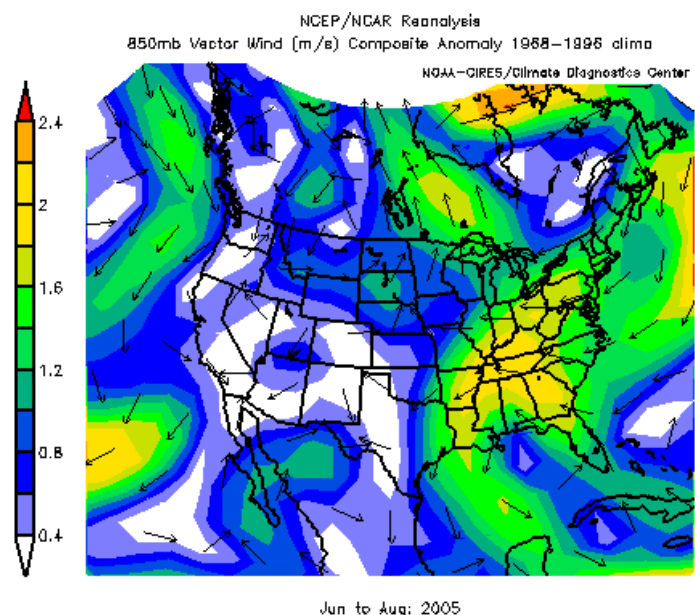 NCEP/NCAR Reanalysis
850mb Vector Wind (m/s) Composite Anomaly 1968-1996 clima
NOAA-CIRES/Climate Diagnostics Center
2.4
2
1.6
1.2
0.8
0.4
Jun to Aug: 2005